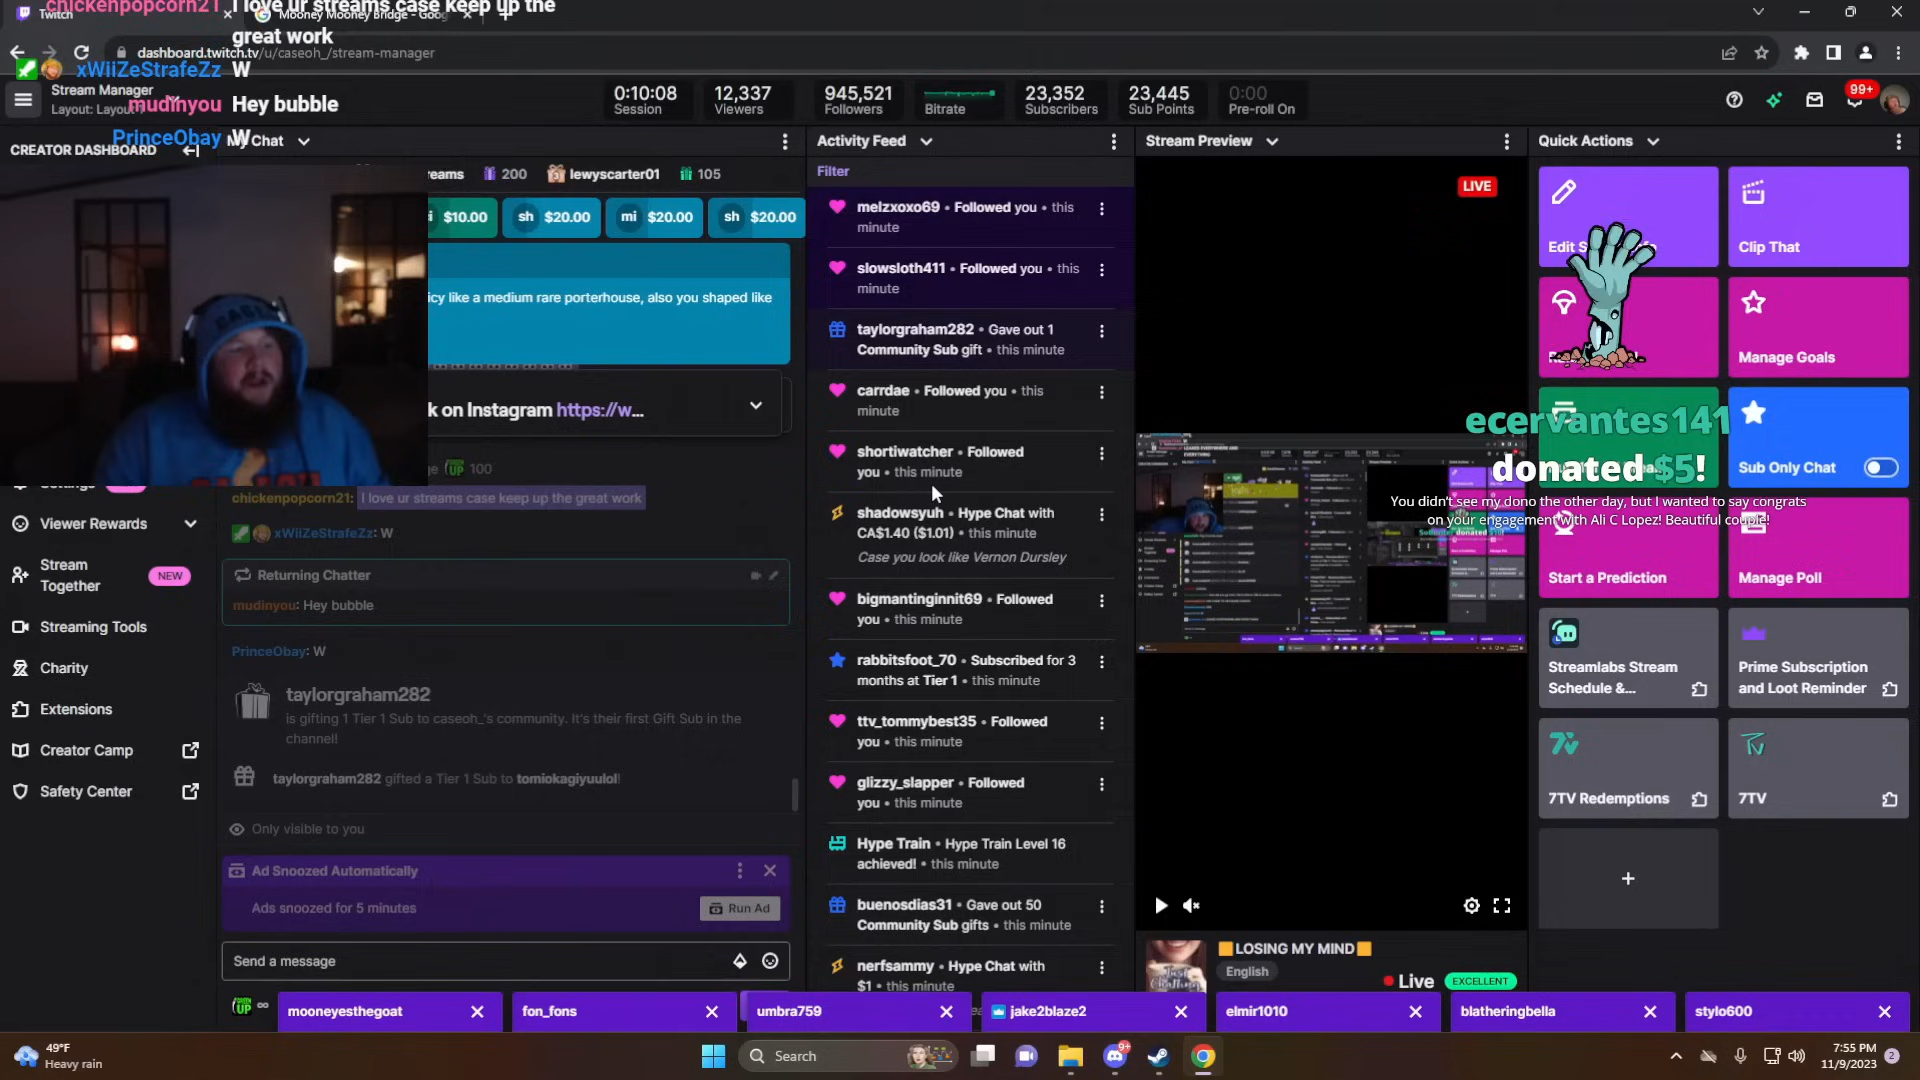 chickenpopcorn21 I love ur streams case keep up the
great work
xWiiZeStrafeZz W
mudinyou Hey bubble
PrinceObay W
Twitch
Mooney Mooney Bridge - Goog
dashboard.twitch.tv/u/caseoh_/stream-manager
Stream Manager
0:10:08
Session
12,337
Viewers
945,521
Followers
Bitrate
23,352
Subscribers
23,445
Sub Points
0:00
Pre-roll On
99+
CREATOR DASHBOARD
My Chat
Activity Feed
Stream Preview
Quick Actions
200
lewyscarter01
105
$10.00
sh $20.00
mi $20.00
sh $20.00
icy like a medium rare porterhouse, also you shaped like
k on Instagram https://w...
100
chickenpopcorn21: I love ur streams case keep up the great work
xWiiZeStrafeZz: W
Returning Chatter
mudinyou: Hey bubble
PrinceObay: W
taylorgraham282
is gifting 1 Tier 1 Sub to caseoh_'s community. It's their first Gift Sub in the
channel!
taylorgraham282 gifted a Tier 1 Sub to tomiokagiyuulol!
Only visible to you
Ad Snoozed Automatically
Ads snoozed for 5 minutes
Run Ad
Send a message
Viewer Rewards
Stream
Together
NEW
Streaming Tools
Charity
Extensions
Creator Camp
Safety Center
Filter
melzxoxo69 • Followed you • this
minute
slowsloth411 • Followed you • this
minute
taylorgraham282 • Gave out 1
Community Sub gift • this minute
carrdae • Followed you • this
minute
shortiwatcher • Followed
you • this minute
shadowsyuh • Hype Chat with
CA$1.40 ($1.01) • this minute
Case you look like Vernon Dursley
bigmantinginnit69 • Followed
you • this minute
rabbitsfoot_70 • Subscribed for 3
months at Tier 1 • this minute
ttv_tommybest35 • Followed
you • this minute
glizzy_slapper • Followed
you • this minute
Hype Train • Hype Train Level 16
achieved! • this minute
buenosdias31 • Gave out 50
Community Sub gifts • this minute
nerfsammy • Hype Chat with
$1 • this minute
LIVE
LOSING MY MIND
English
Live
EXCELLENT
Clip That
Manage Goals
ecervantes141
donated $5!
You didn't see my dono the other day, but I wanted to say congrats
on your engagement with Ali C Lopez! Beautiful couple!
Sub Only Chat
Start a Prediction
Manage Poll
Streamlabs Stream
Schedule &...
Prime Subscription
and Loot Reminder
7TV Redemptions
7TV
mooneyesthegoat
fon_fons
umbra759
jake2blaze2
elmir1010
blatheringbella
stylo600
49°F
Heavy rain
Search
9+
7:55 PM
11/9/2023
2